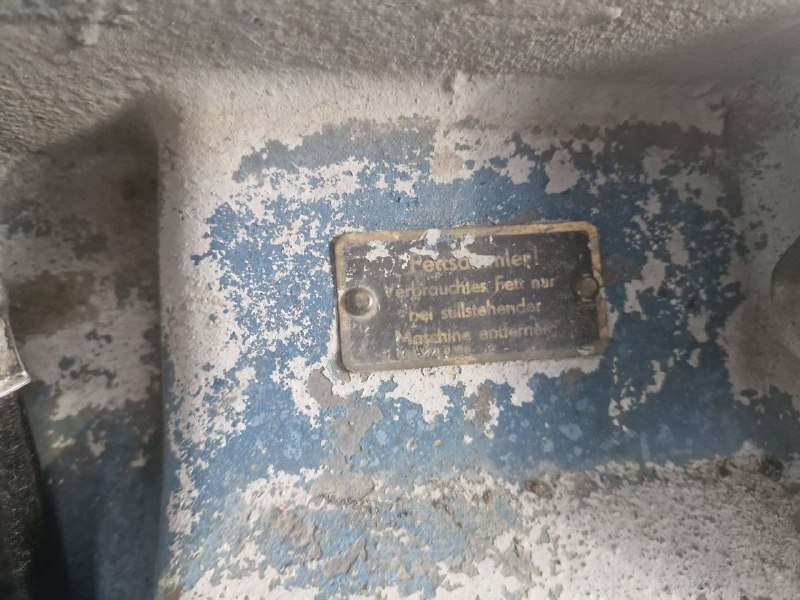 Fettsammler!
Verbrauchtes Fett nur
bei stillstehender
Maschine entfernen!